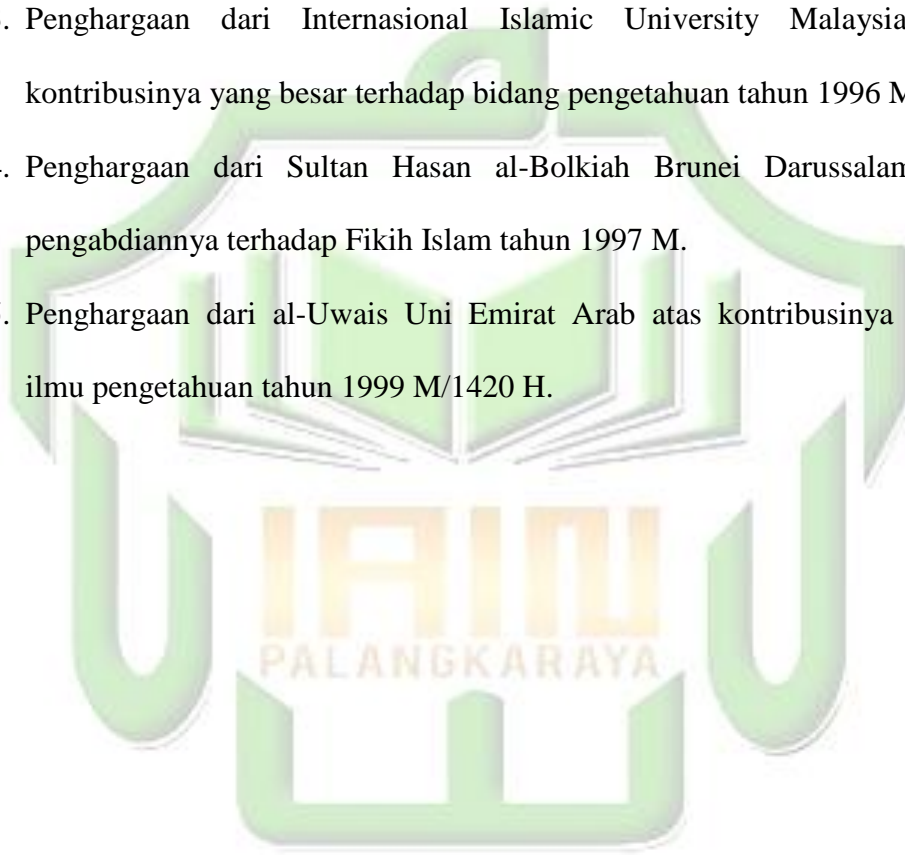 . Penghargaan dari Internasional Islamic University Malaysia
kontribusinya yang besar terhadap bidang pengetahuan tahun 1996 M
. Penghargaan dari Sultan Hasan al-Bolkiah Brunei Darussalam
pengabdiannya terhadap Fikih Islam tahun 1997 M.
. Penghargaan dari al-Uwais Uni Emirat Arab atas kontribusinya
ilmu pengetahuan tahun 1999 M/1420 H.
IAIN
PALANGKARAYA